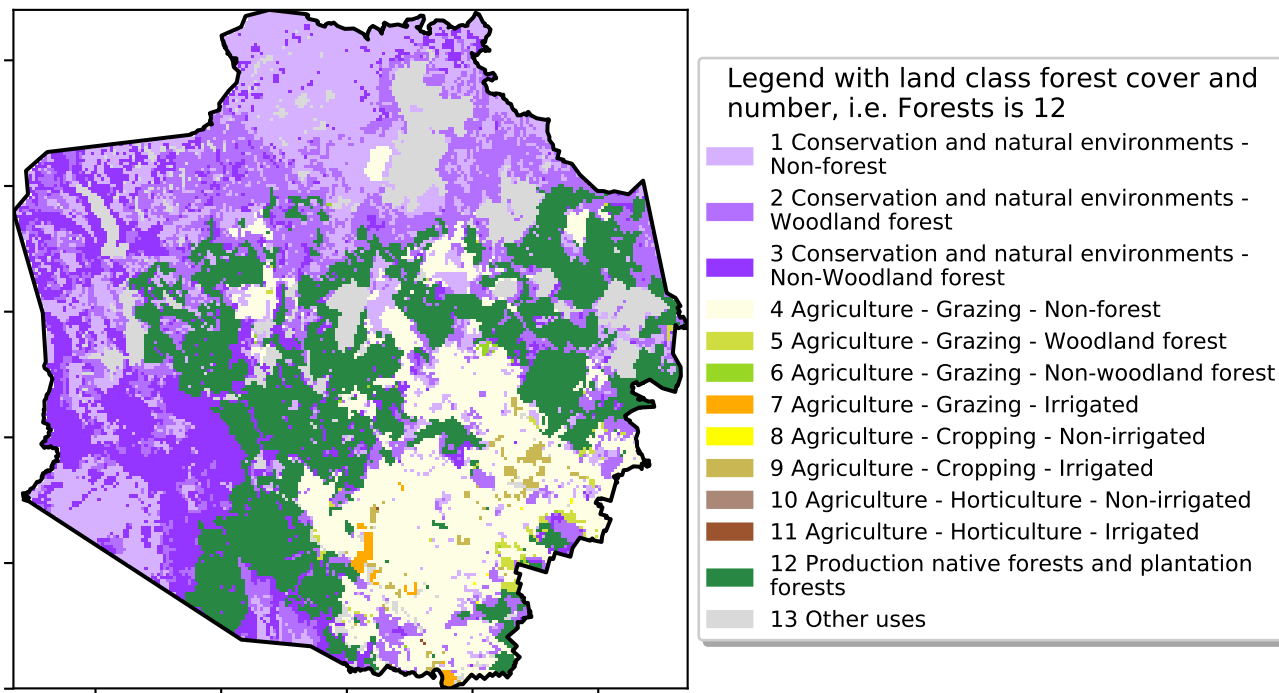 Legend with land class forest cover and
number, i.e. Forests is 12
1 Conservation and natural environments -
Non-forest
2 Conservation and natural environments -
Woodland forest
3 Conservation and natural environments -
Non-Woodland forest
4 Agriculture - Grazing - Non-forest
5 Agriculture - Grazing - Woodland forest
6 Agriculture - Grazing - Non-woodland forest
7 Agriculture - Grazing - Irrigated
8 Agriculture - Cropping - Non-irrigated
9 Agriculture - Cropping - Irrigated
10 Agriculture - Horticulture - Non-irrigated
11 Agriculture - Horticulture - Irrigated
12 Production native forests and plantation
forests
13 Other uses